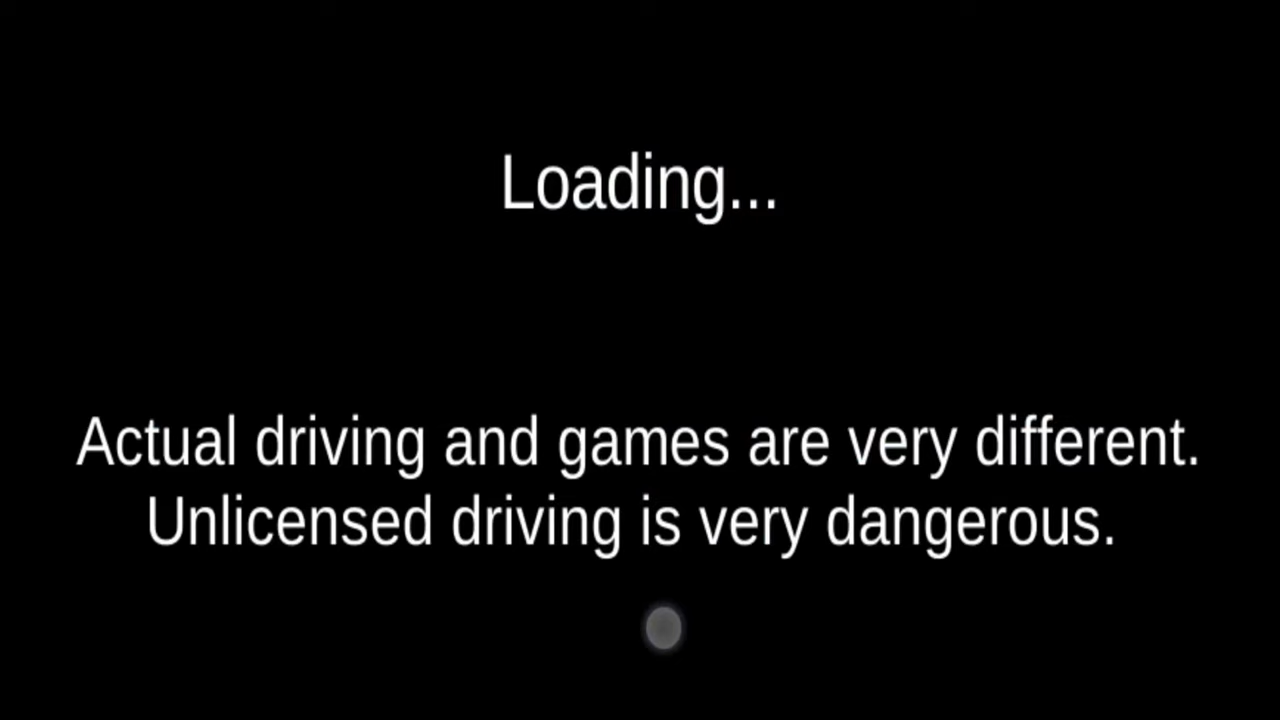 Loading...
Actual driving and games are very different.
Unlicensed driving is very dangerous.